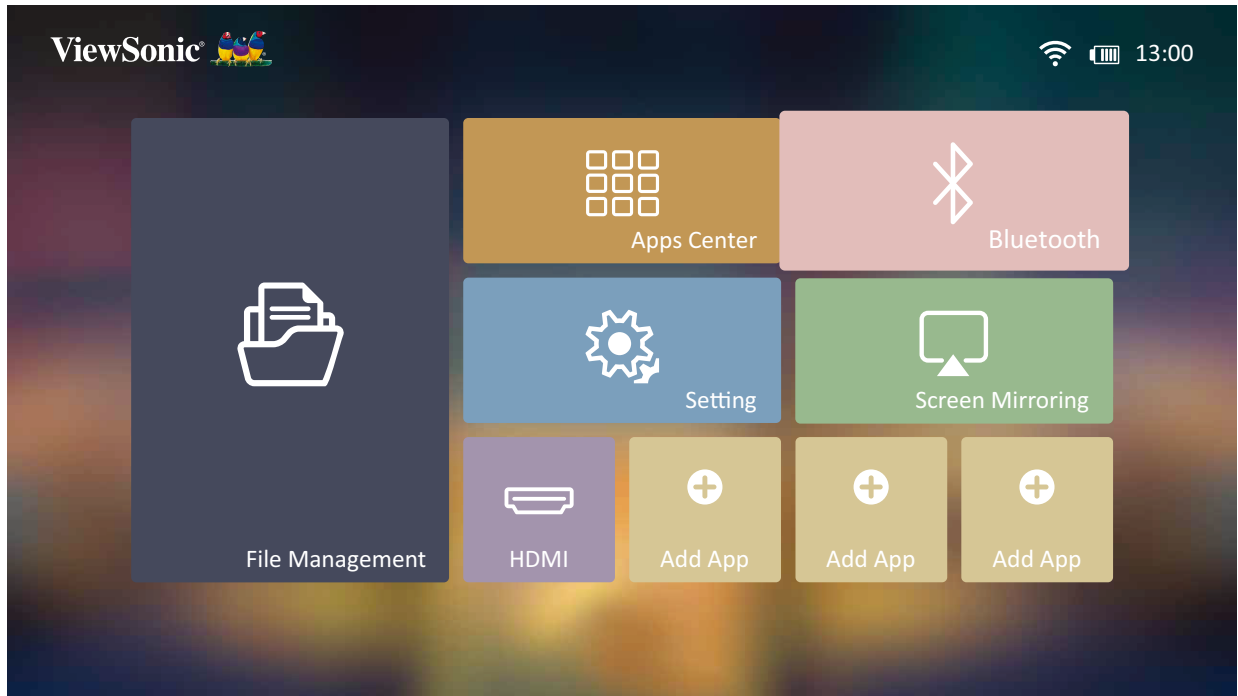 ViewSonic®
13:00
Apps Center
Bluetooth
Setting
Screen Mirroring
File Management
HDMI
Add App
Add App
Add App